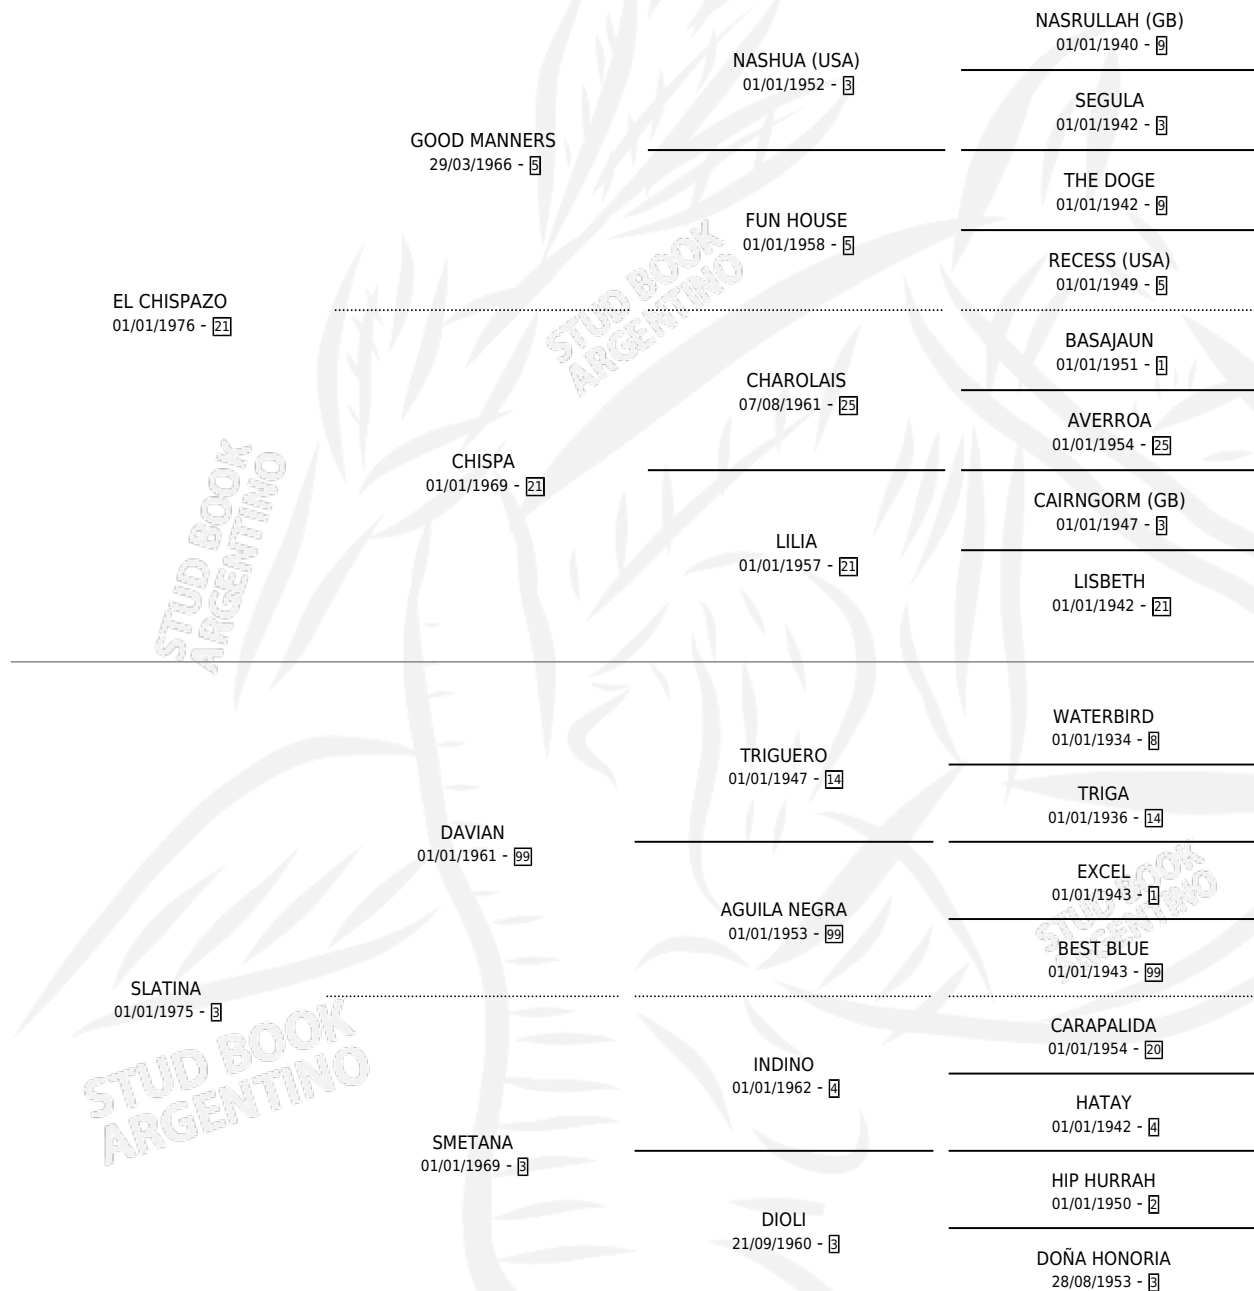 EL CHISPAZO
01/01/1976 - 21
GOOD MANNERS
29/03/1966 - 5
CHISPA
01/01/1969 - 21
NASHUA (USA)
01/01/1952 - 3
FUN HOUSE
01/01/1958 - 5
CHAROLAIS
07/08/1961 - 25
LILIA
01/01/1957 - 21
NASRULLAH (GB)
01/01/1940 - 9
SEGULA
01/01/1942 - 3
THE DOGE
01/01/1942 - 9
RECESS (USA)
01/01/1949 - 5
BASAJAUN
01/01/1951 - 1
AVERROA
01/01/1954 - 25
CAIRNGORM (GB)
01/01/1947 - 3
LISBETH
01/01/1942 - 21
SLATINA
01/01/1975 - 3
DAVIAN
01/01/1961 - 99
SMETANA
01/01/1969 - 3
TRIGUERO
01/01/1947 - 14
AGUILA NEGRA
01/01/1953 - 99
INDINO
01/01/1962 - 4
DIOLI
21/09/1960 - 3
WATERBIRD
01/01/1934 - 8
TRIGA
01/01/1936 - 14
EXCEL
01/01/1943 - 1
BEST BLUE
01/01/1943 - 99
CARAPALIDA
01/01/1954 - 20
HATAY
01/01/1942 - 4
HIP HURRAH
01/01/1950 - 2
DOÑA HONORIA
28/08/1953 - 3
STUD BOOK
ARGENTINO
STUD BOOK
ARGENTINO
STUD BOOK
ARGENTINO
STUD BOOK
ARGENTINO